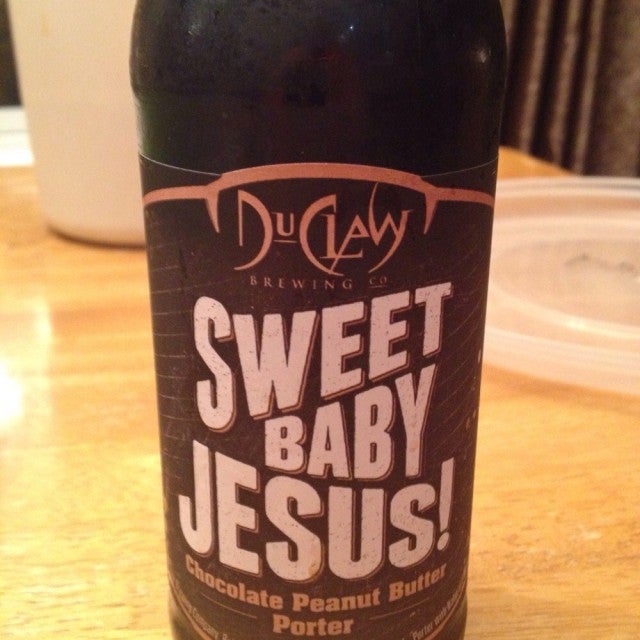 DuClaw
BREWING CO
SWEET
BABY
JESUS!
Chocolate Peanut Butter
Porter